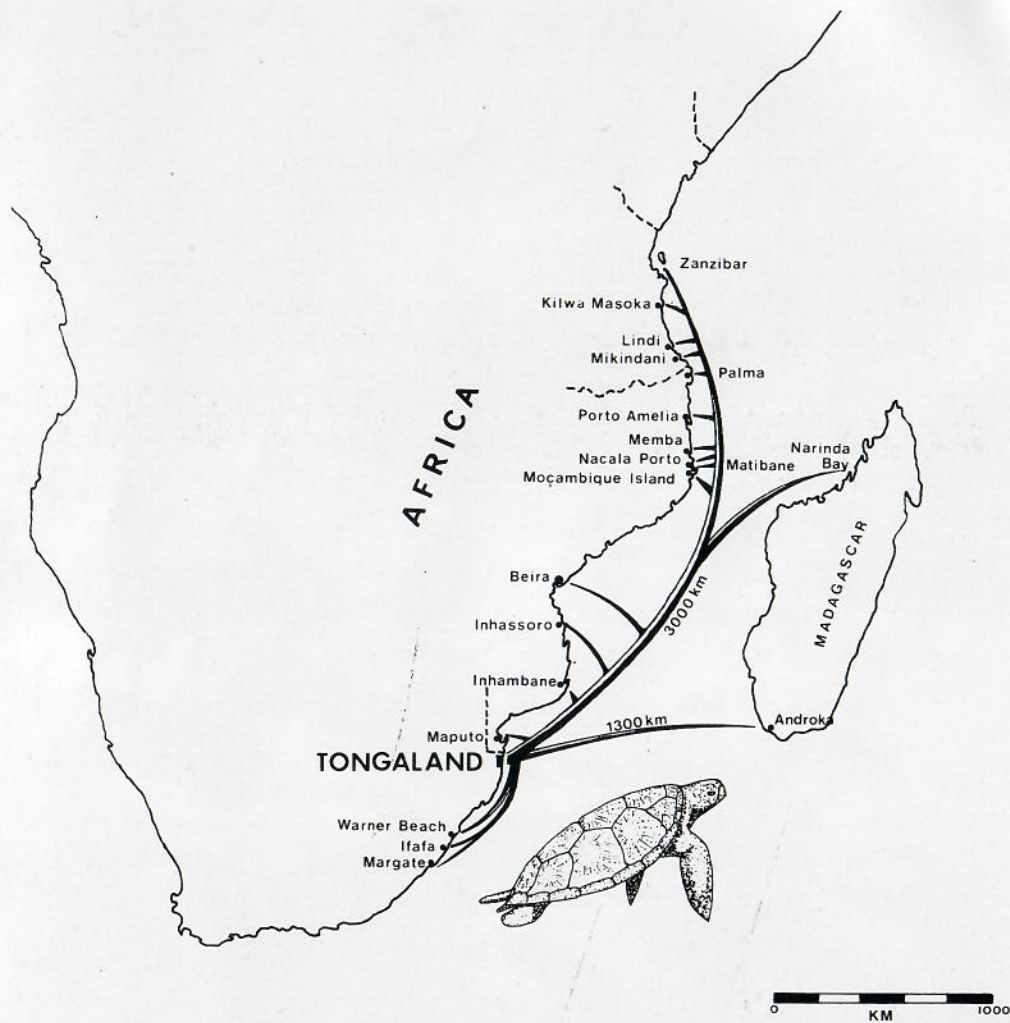 Zanzibar
Kilwa Masoka
Lindi
Mikindani
Palma
AFRICA
Porto Amelia
Memba
Nacala Porto
Moçambique Island
Matibane
Narinda
Bay
MADAGASCAR
Beira
3000 km
Inhassoro
Inhambane
1300 km
Androka
Maputo
TONGALAND
Warner Beach
Ifafa
Margate
0
1000
KM